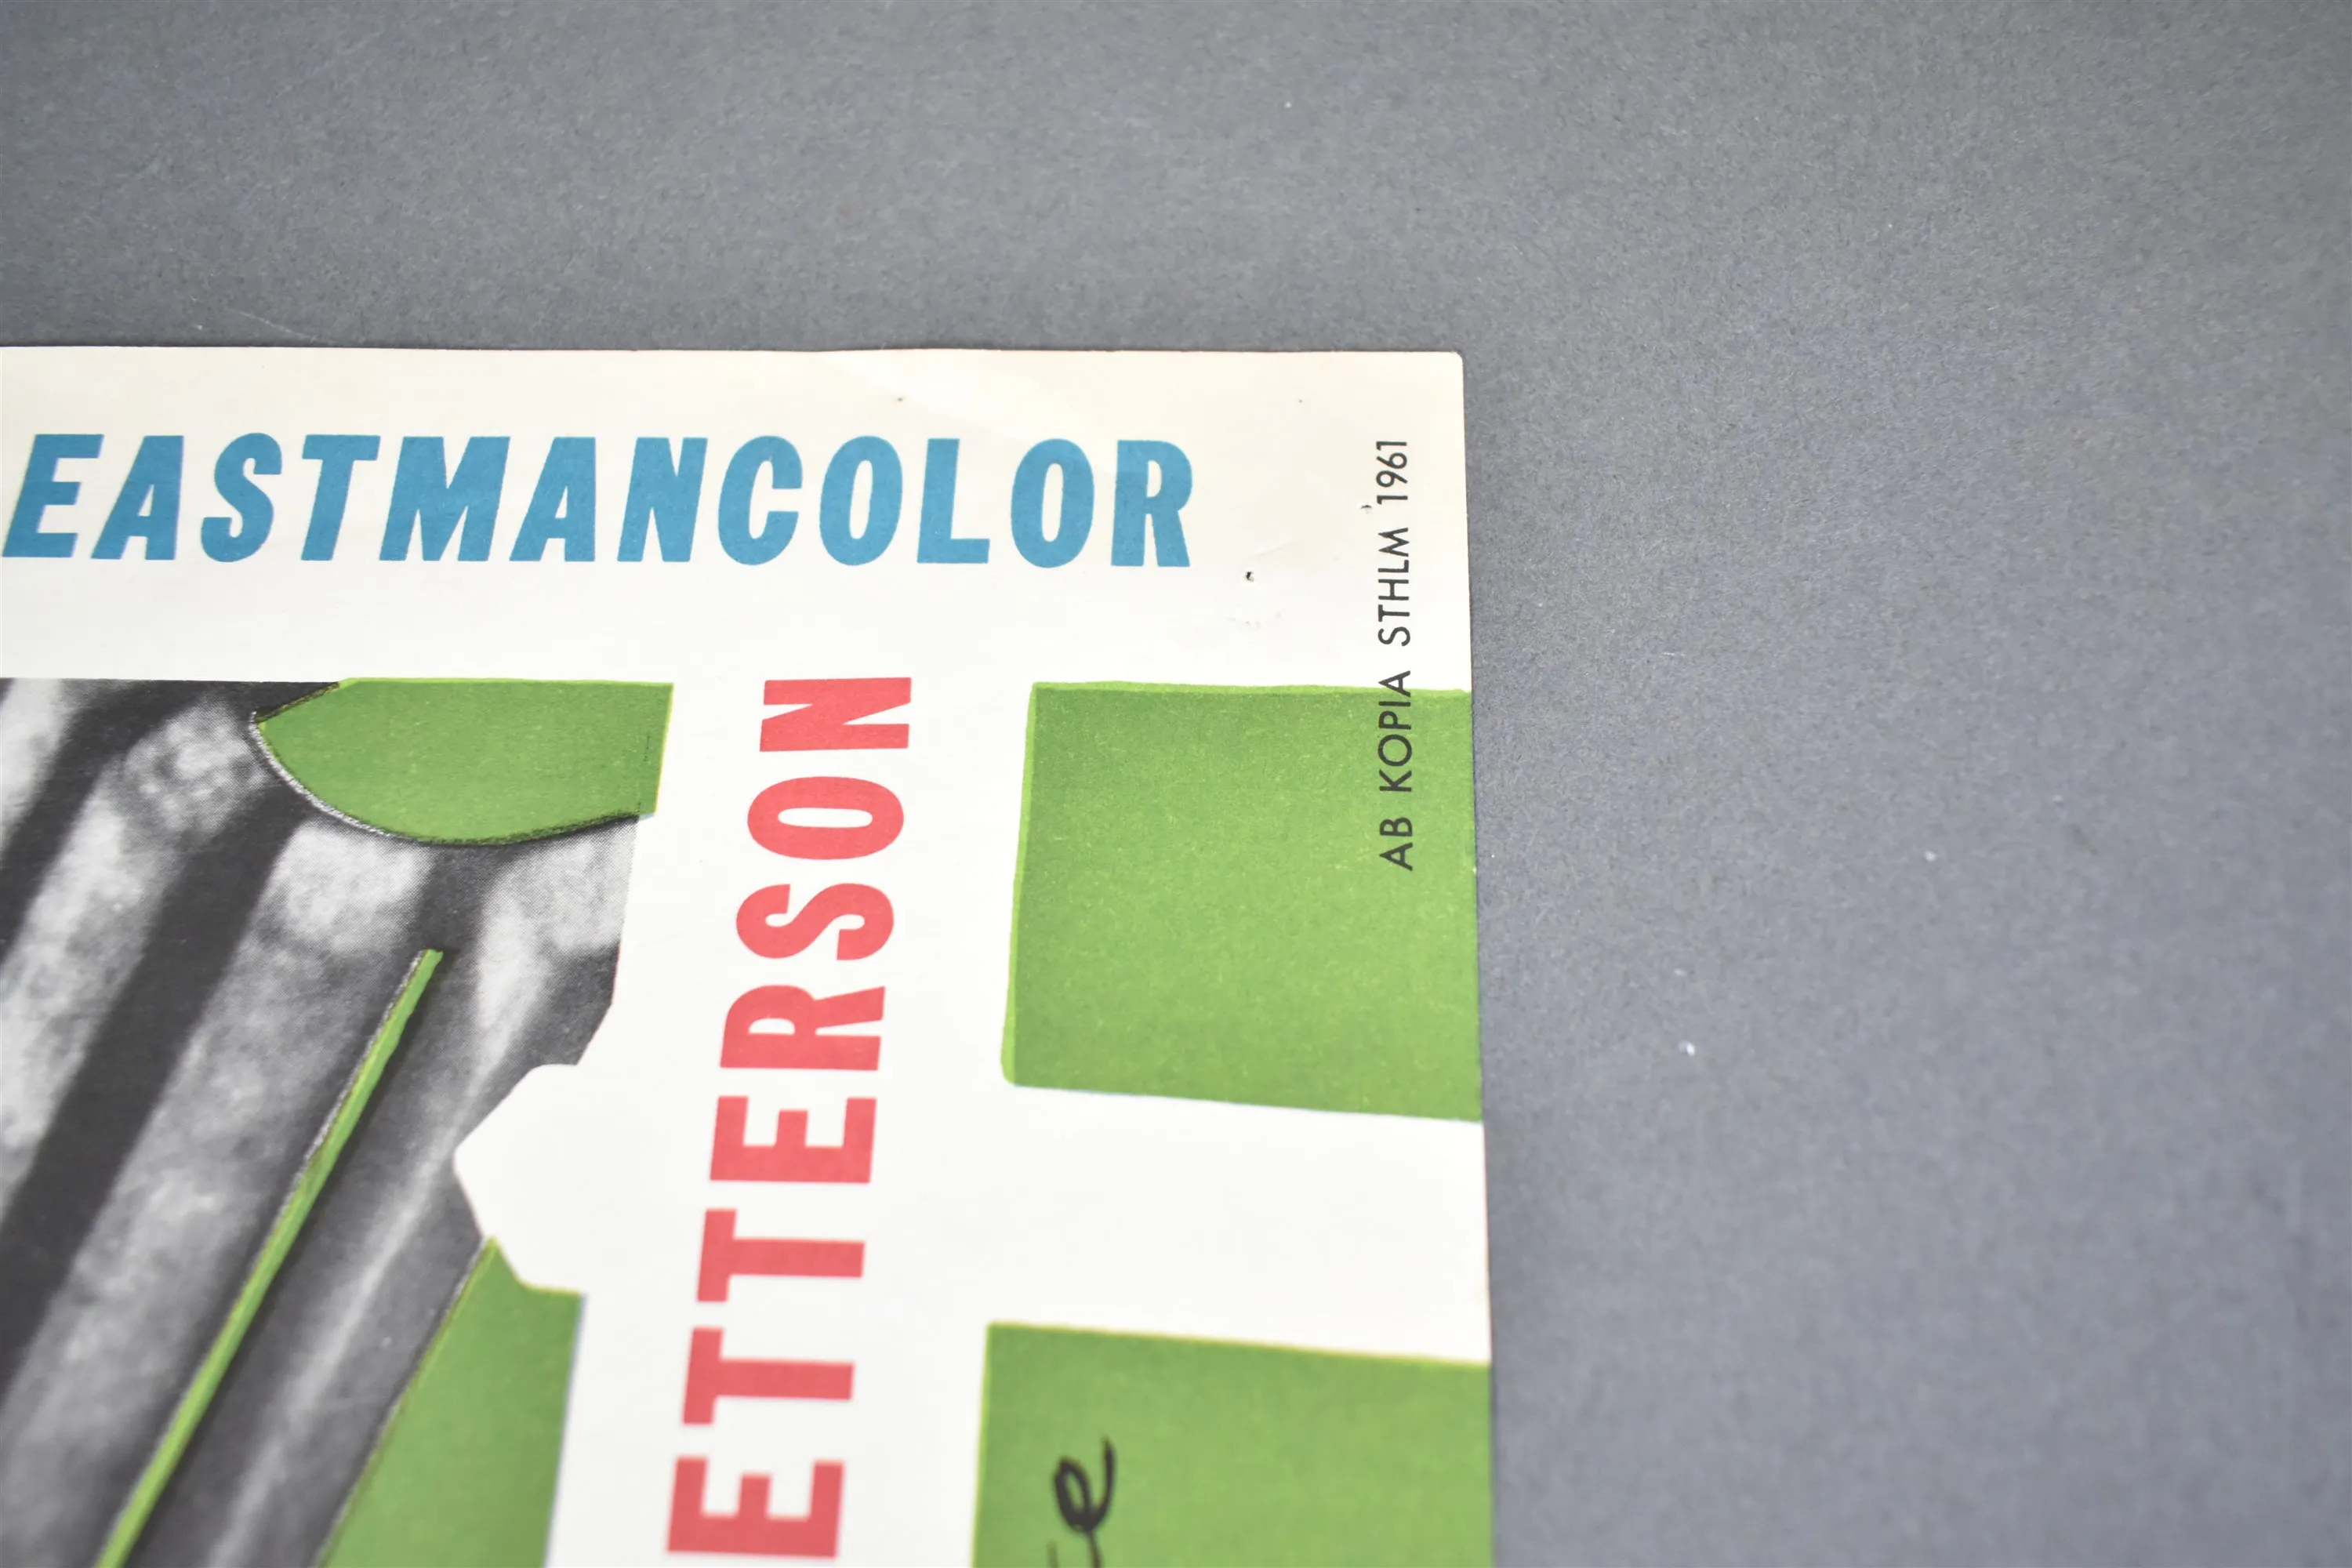 EASTMANCOLOR
AB KOPIA STHLM 1961
ETTERSON